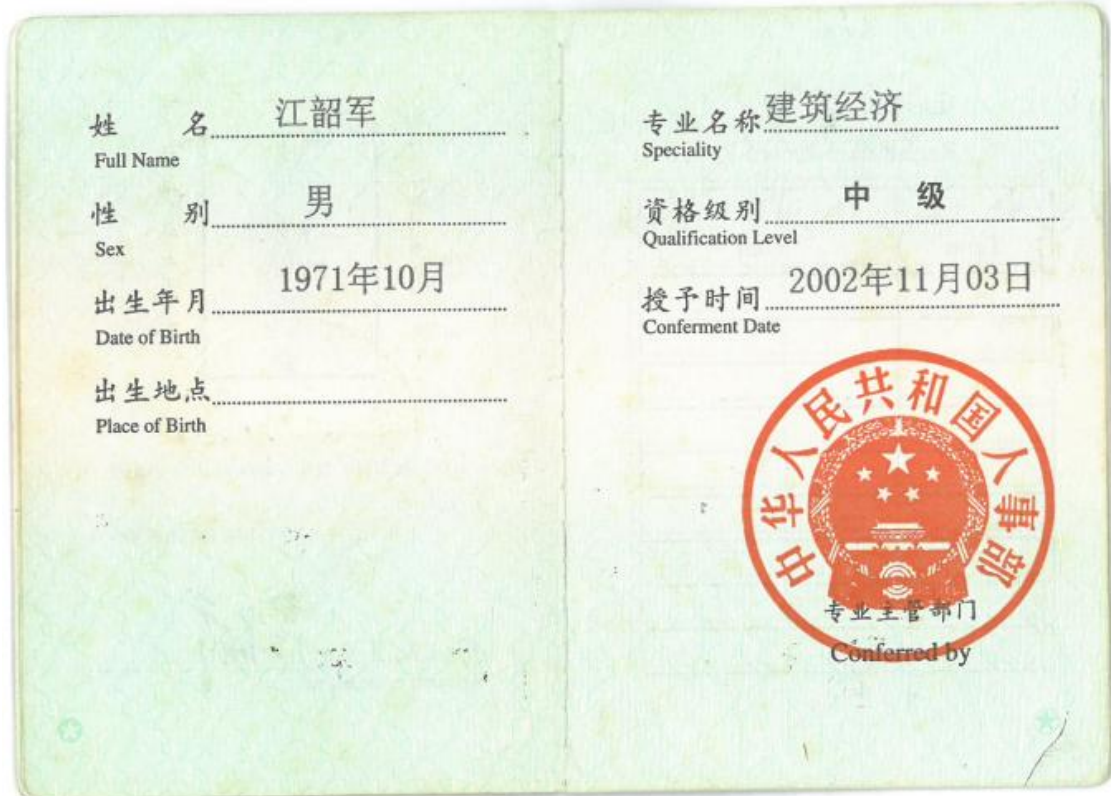 姓 名 江韶军
Full Name
性 别 男
Sex
出生年月 1971年10月
Date of Birth
出生地点
Place of Birth
专业名称 建筑经济
Speciality
资格级别 中 级
Qualification Level
授予时间 2002年11月03日
Conferment Date
中华人民共和国人事部
专业主管部门
Conferred by